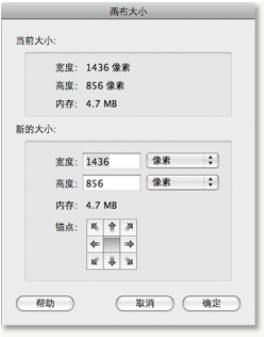 画布大小
当前大小:
宽度: 1436 像素
高度: 856 像素
内存: 4.7 MB
新的大小:
宽度: 1436 像素
高度: 856 像素
内存: 4.7 MB
锚点:
帮助 取消 确定